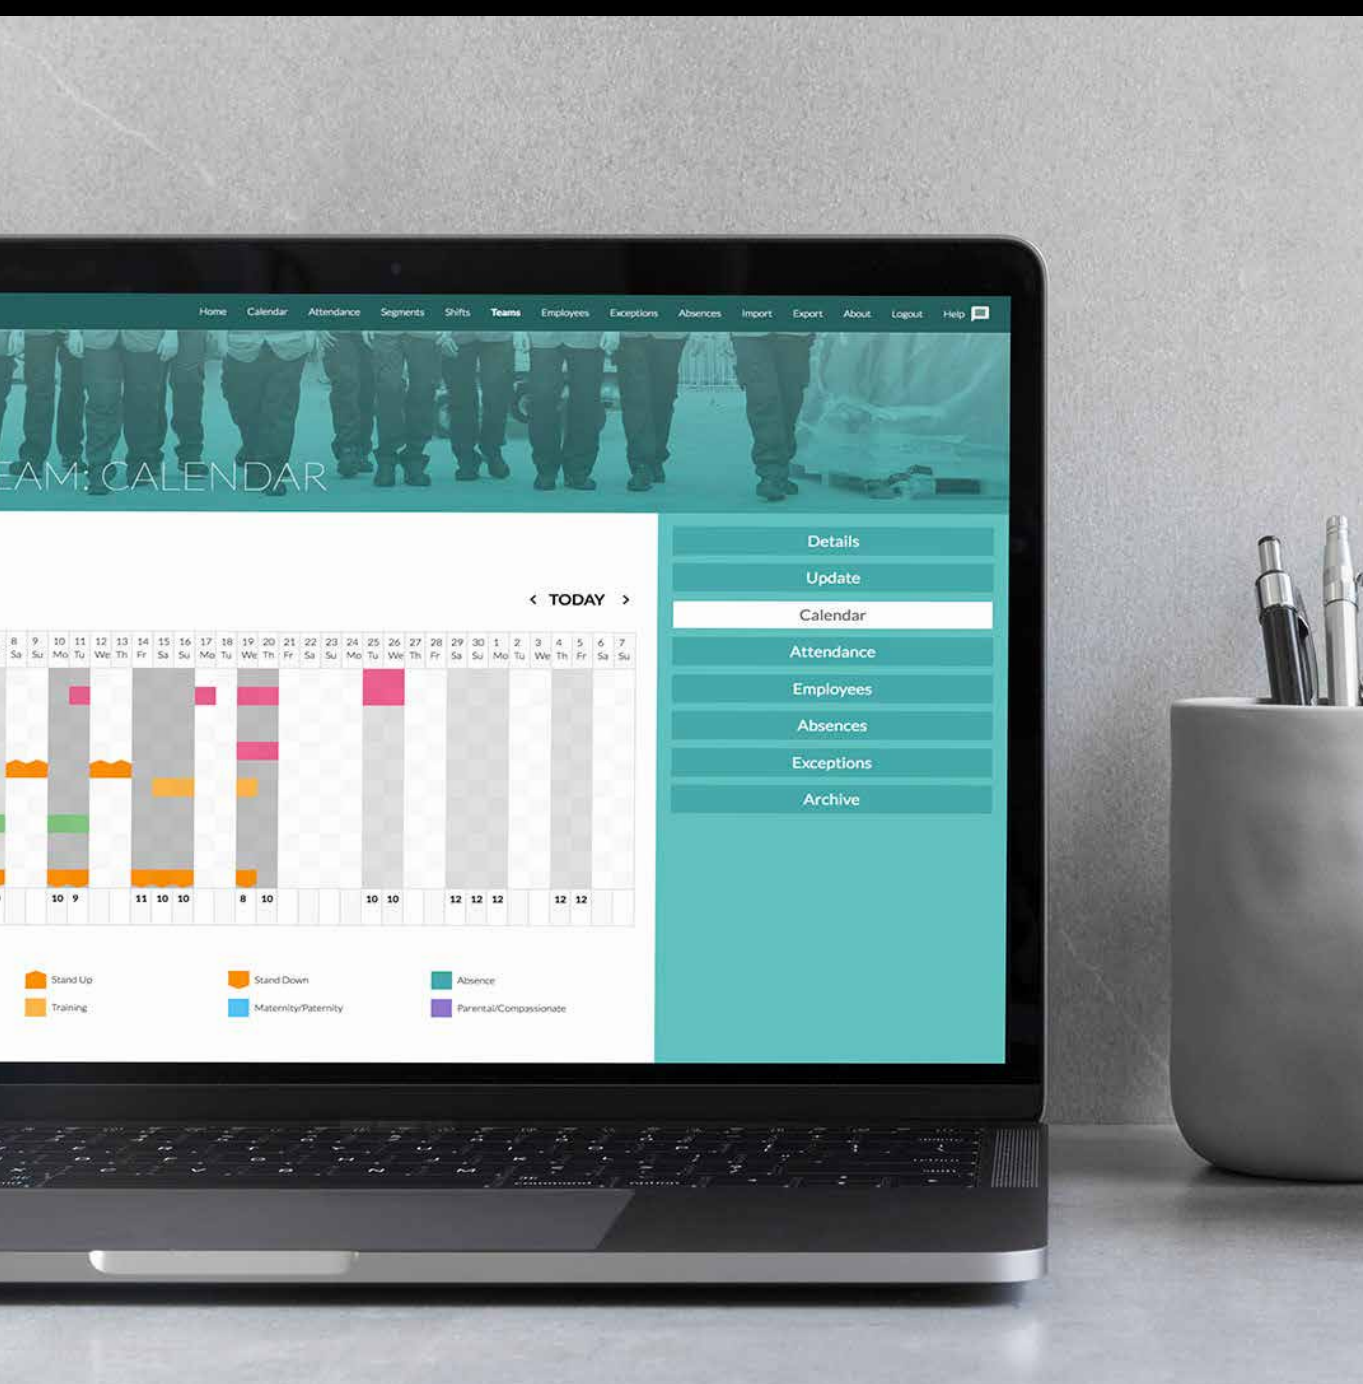 Home Calendar Attendance Segments Shifts Teams Employees Exceptions Absences Import Export About Logout Help
EAM: CALENDAR
Details
Update
Calendar
Attendance
Employees
Absences
Exceptions
Archive
< TODAY >
8 9 10 11 12 13 14 15 16 17 18 19 20 21 22 23 24 25 26 27 28 29 30 1 2 3 4 5 6 7
Sa Su Mo Tu We Th Fr Sa Su Mo Tu We Th Fr Sa Su Mo Tu We Th Fr Sa Su Mo Tu We Th Fr Sa Su
10 9 11 10 10 8 10 10 10 12 12 12 12 12
Stand Up Stand Down Absence
Training Maternity/Paternity Parental/Compassionate
command option